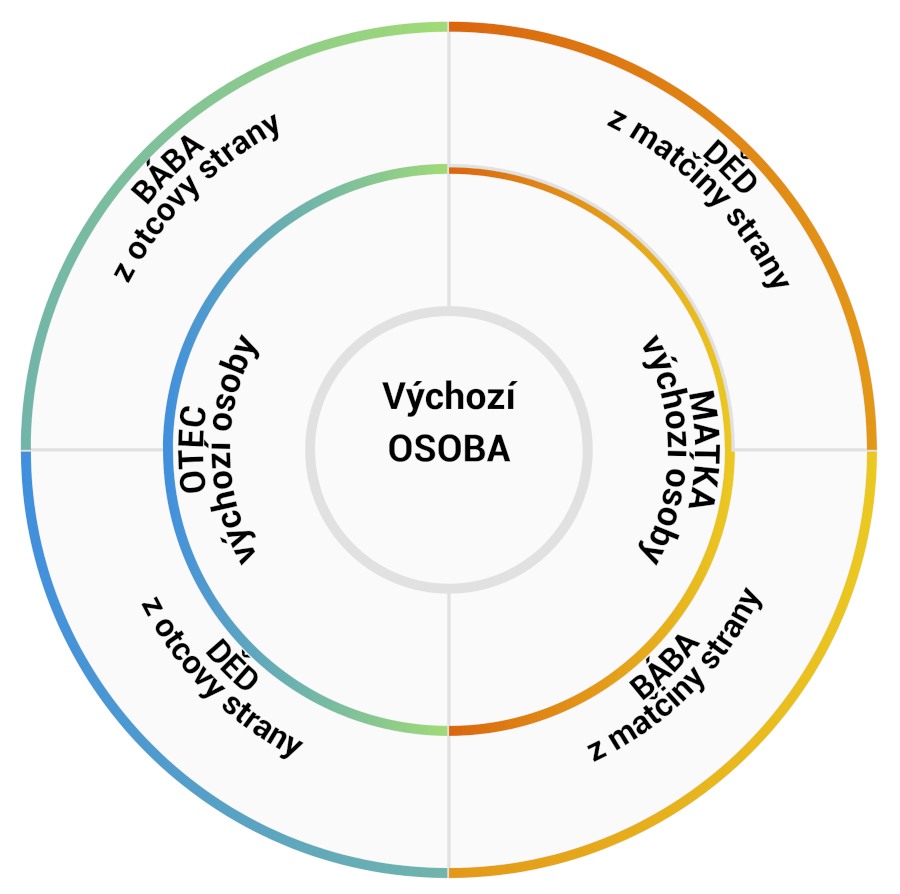 BÁBA
z otcovy strany
DĚD
z matčiny strany
OTEC
výchozí osoby
Výchozí
OSOBA
MATKA
výchozí osoby
DĚD
z otcovy strany
BÁBA
z matčiny strany